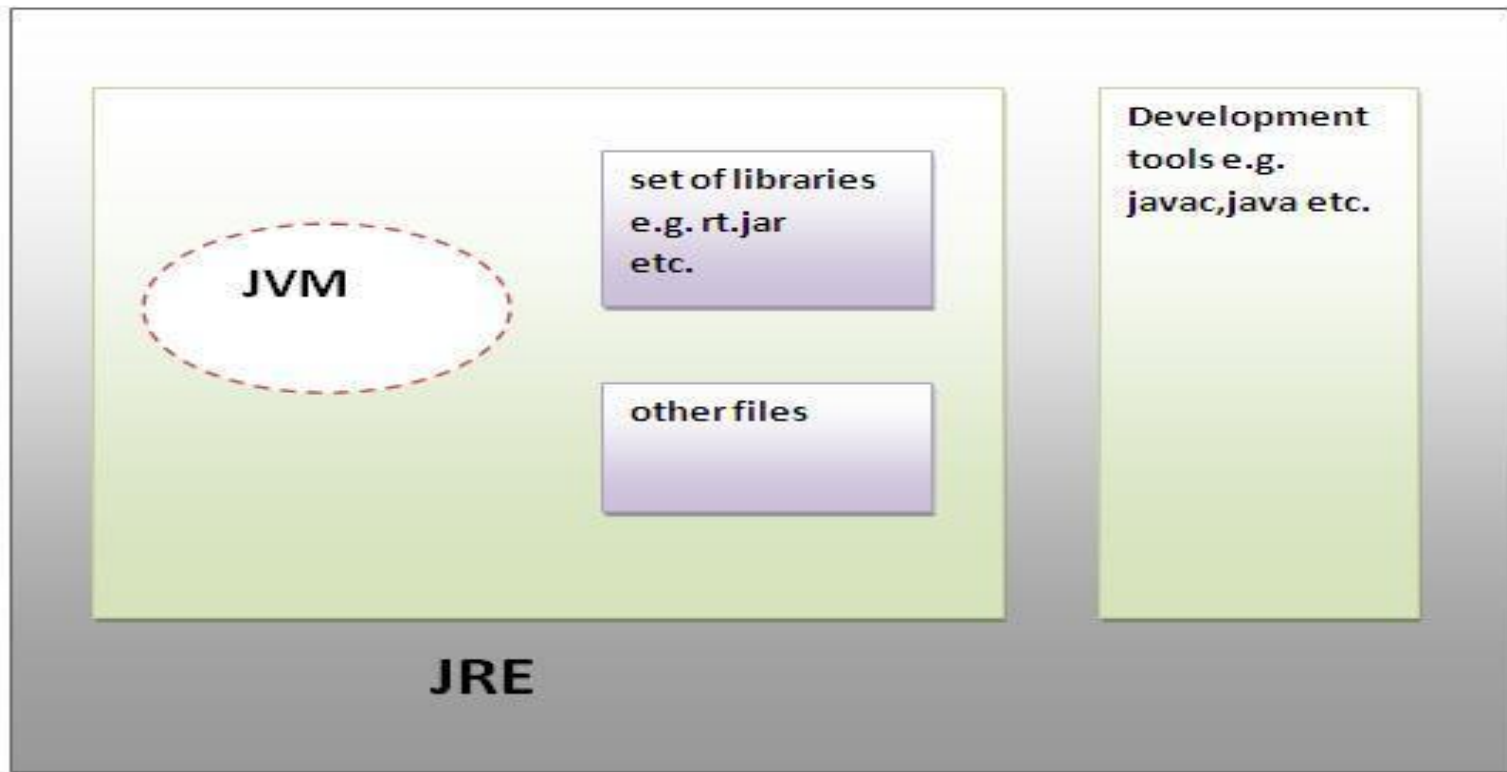 JVM
set of libraries
e.g. rt.jar
etc.
other files
Development
tools e.g.
javac,java etc.
JRE